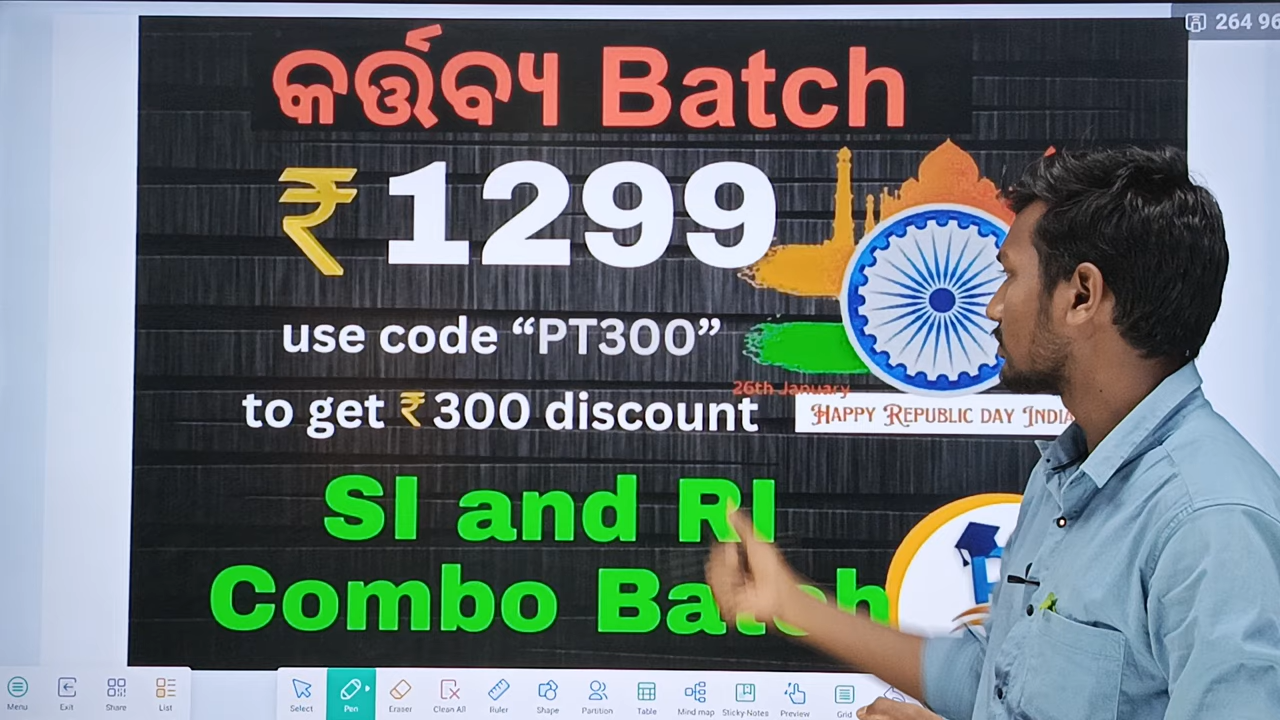 264 96
କର୍ତ୍ତବ୍ୟ Batch
₹ 1299
use code “PT300”
26th January
to get ₹300 discount
HAPPY REPUBLIC DAY INDIA
SI and RI
Combo Batch
Menu
Exit
Share
List
Select
Pen
Eraser
Clean All
Ruler
Shape
Partition
Table
Mind map
Sticky Notes
Preview
Grid